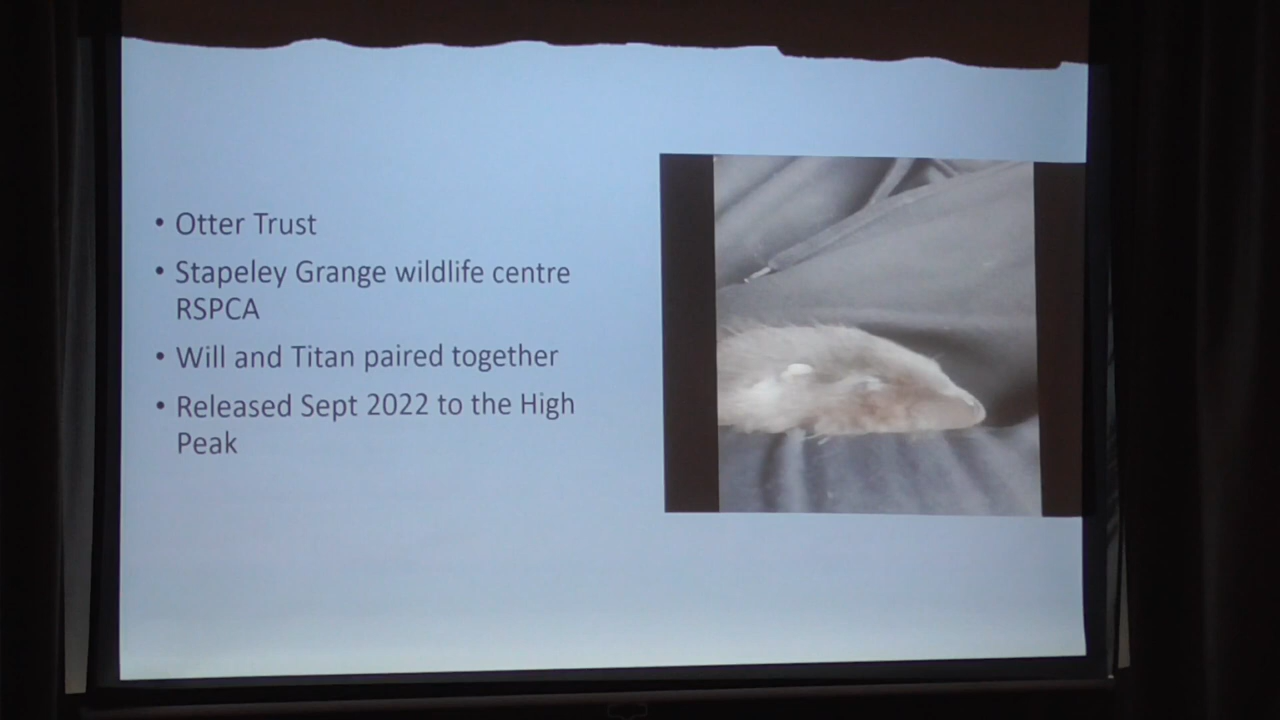 • Otter Trust
• Stapeley Grange wildlife centre
RSPCA
• Will and Titan paired together
• Released Sept 2022 to the High
Peak